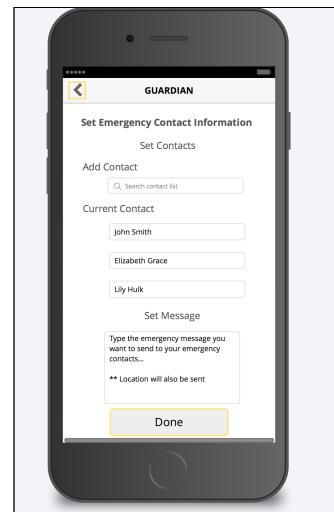 GUARDIAN
Set Emergency Contact Information
Set Contacts
Add Contact
Search contact list
Current Contact
John Smith
Elizabeth Grace
Lily Hulk
Set Message
Type the emergency message you
want to send to your emergency
contacts...
** Location will also be sent
Done